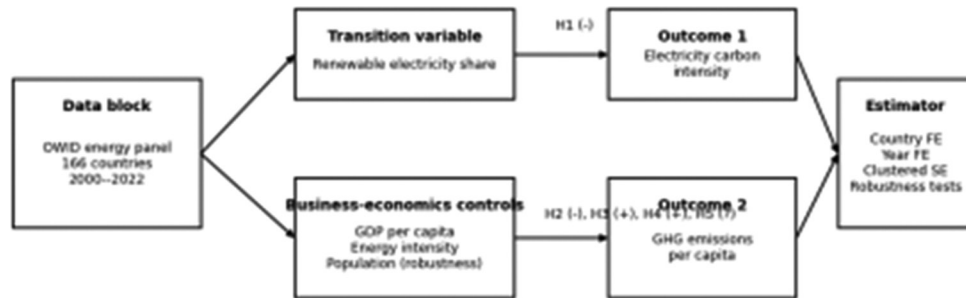 Data block
OWID energy panel
166 countries
2000--2022
Transition variable
Renewable electricity share
Business-economics controls
GDP per capita
Energy intensity
Population (robustness)
H1 (-)
H2 (-), H3 (+), H4 (+), H5 (?)
Outcome 1
Electricity carbon
intensity
Outcome 2
GHG emissions
per capita
Estimator
Country FE
Year FE
Clustered SE
Robustness tests